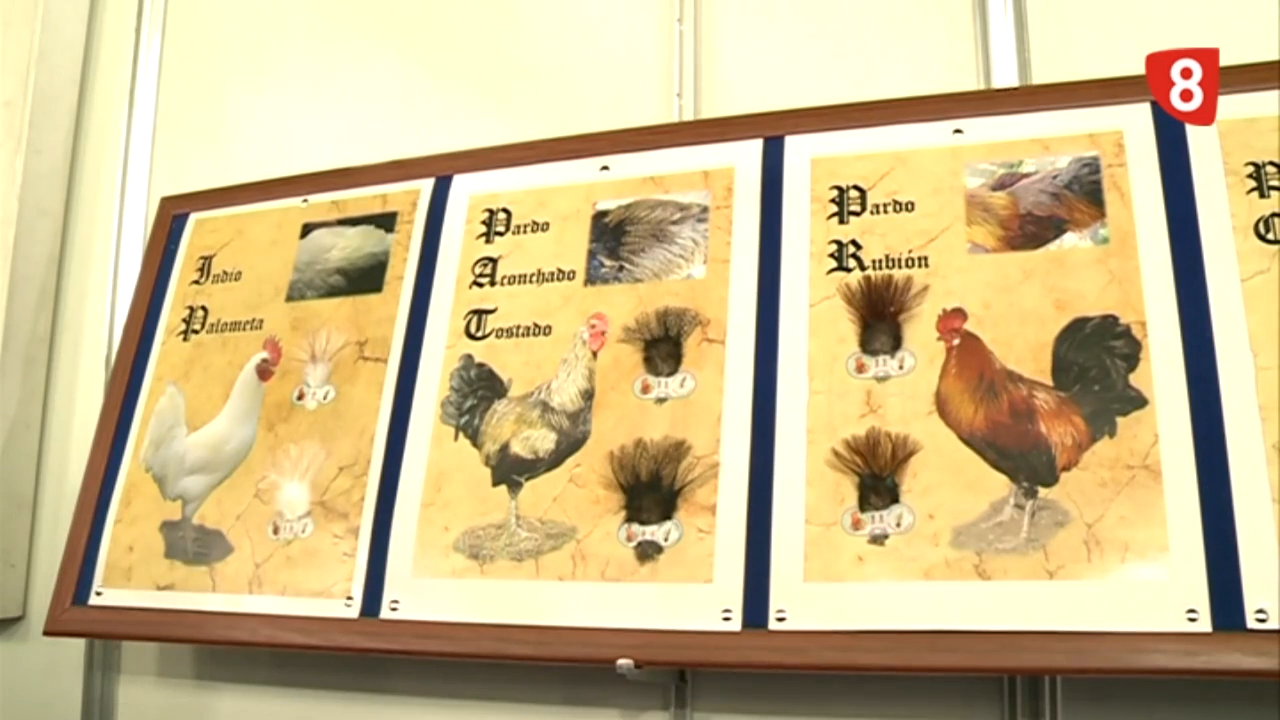 Indio
Palometa
Pardo
Aconchado
Tostado
Pardo
Rubión
8